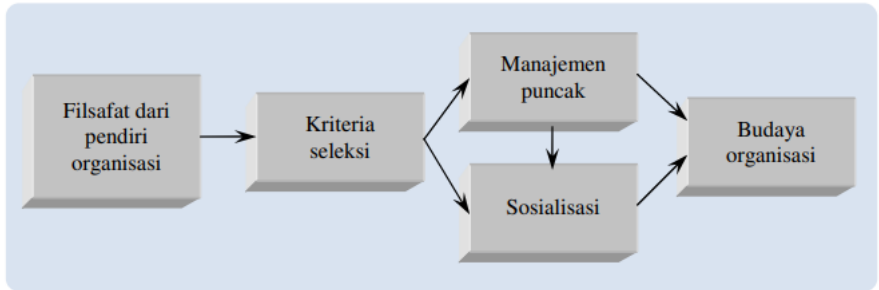 Filsafat dari
pendiri
organisasi
Kriteria
seleksi
Manajemen
puncak
Sosialisasi
Budaya
organisasi